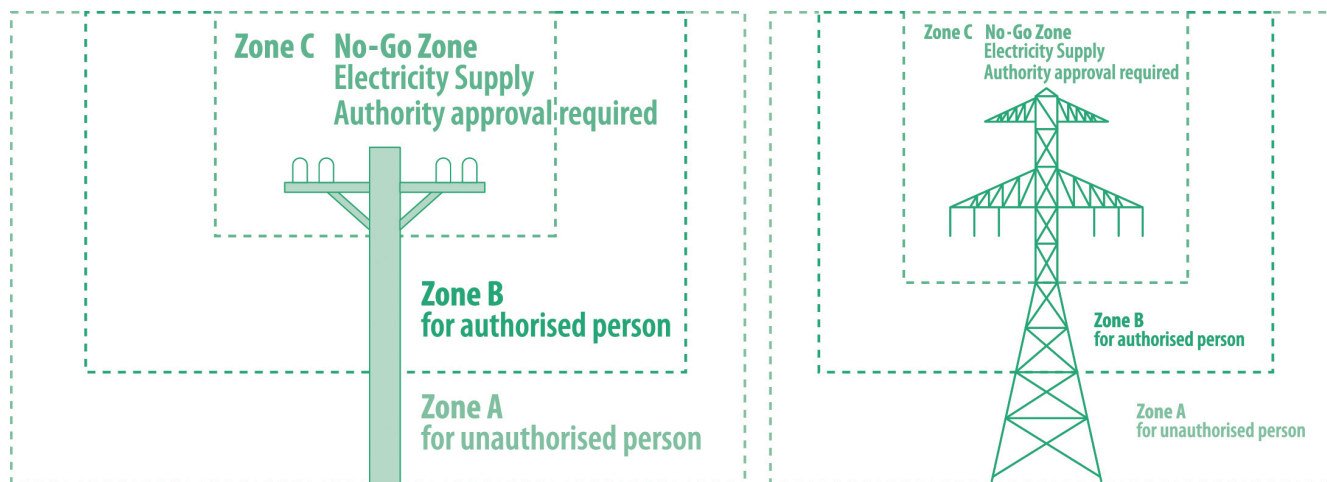 Zone C No-Go Zone
Electricity Supply
Authority approval required
Zone B
for authorised person
Zone A
for unauthorised person
Zone C No-Go Zone
Electricity Supply
Authority approval required
Zone B
for authorised person
Zone A
for unauthorised person